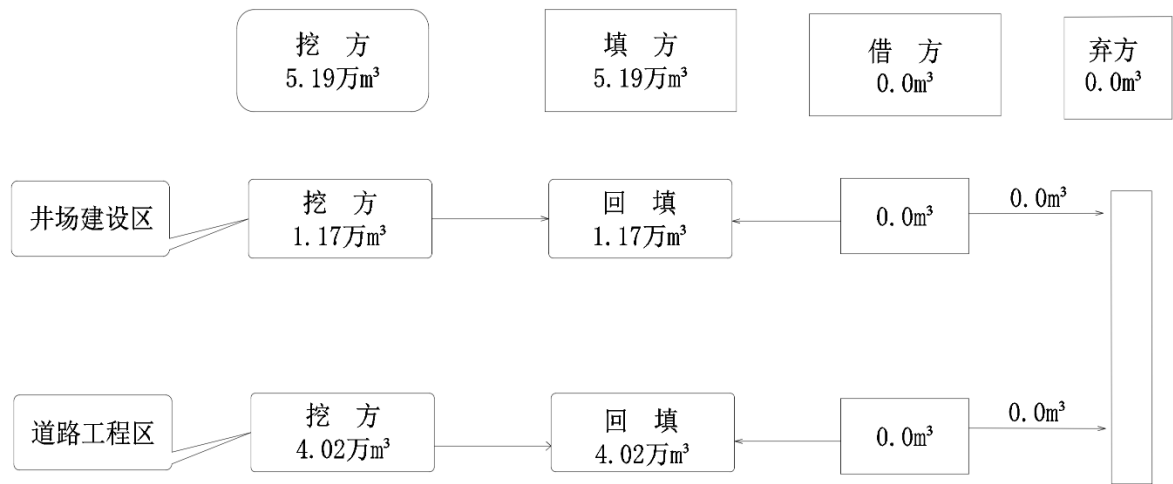 挖 方
5.19万m³
填 方
5.19万m³
借 方
0.0m³
弃方
0.0m³
井场建设区
挖 方
1.17万m³
回 填
1.17万m³
0.0m³
0.0m³
道路工程区
挖 方
4.02万m³
回 填
4.02万m³
0.0m³
0.0m³